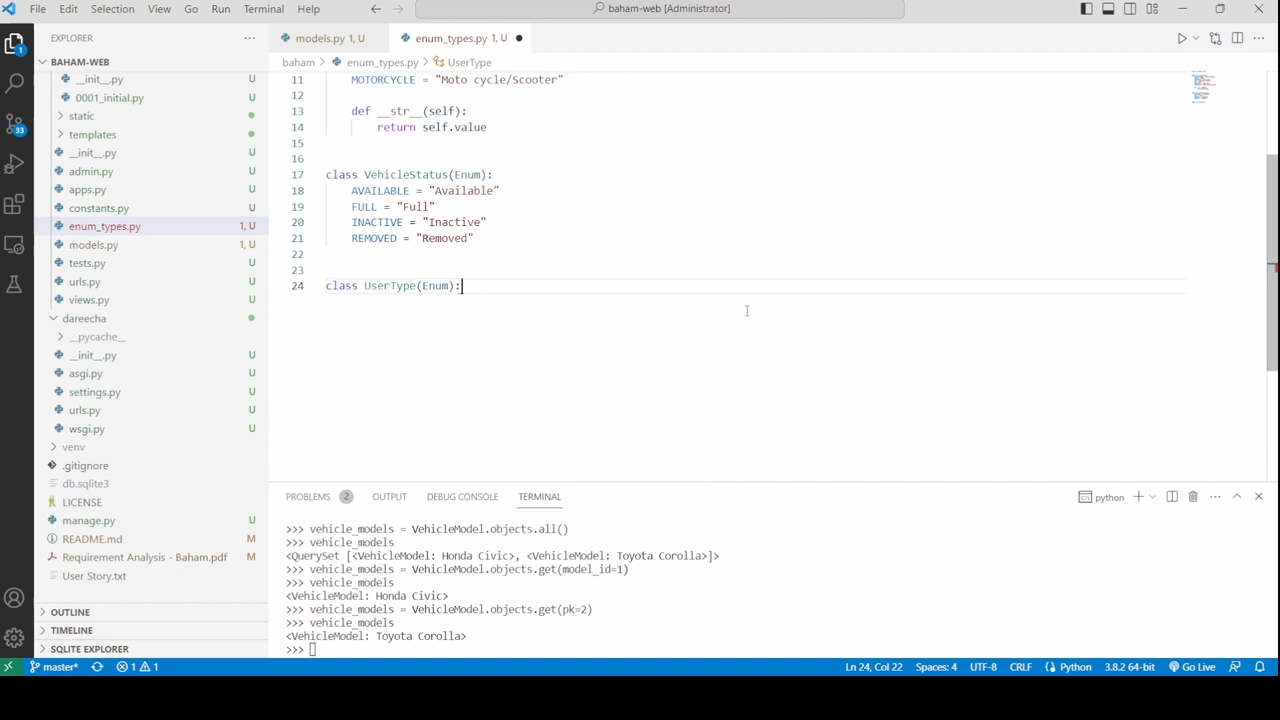 File Edit Selection View Go Run Terminal Help baham-web [Administrator]
EXPLORER
models.py 1, U enum_types.py 1, U
BAHAM-WEB
baham > enum_types.py > UserType
__init__.py U
0001_initial.py U
static
templates
__init__.py U
admin.py U
apps.py U
constants.py U
enum_types.py 1, U
models.py 1, U
tests.py U
urls.py U
views.py U
dareecha
__pycache__
__init__.py U
asgi.py U
settings.py U
urls.py U
wsgi.py U
venv
.gitignore
db.sqlite3
LICENSE
manage.py U
README.md M
Requirement Analysis - Baham.pdf M
User Story.txt
OUTLINE
TIMELINE
SQLITE EXPLORER
11 MOTORCYCLE = "Moto cycle/Scooter"
12
13 def __str__(self):
14 return self.value
15
16
17 class VehicleStatus(Enum):
18 AVAILABLE = "Available"
19 FULL = "Full"
20 INACTIVE = "Inactive"
21 REMOVED = "Removed"
22
23
24 class UserType(Enum):
PROBLEMS 2 OUTPUT DEBUG CONSOLE TERMINAL python
>>> vehicle_models = VehicleModel.objects.all()
>>> vehicle_models
<QuerySet [<VehicleModel: Honda Civic>, <VehicleModel: Toyota Corolla>]>
>>> vehicle_models = VehicleModel.objects.get(model_id=1)
>>> vehicle_models
<VehicleModel: Honda Civic>
>>> vehicle_models = VehicleModel.objects.get(pk=2)
>>> vehicle_models
<VehicleModel: Toyota Corolla>
>>>
master* 1 1 Ln 24, Col 22 Spaces: 4 UTF-8 CRLF Python 3.8.2 64-bit Go Live
1
33